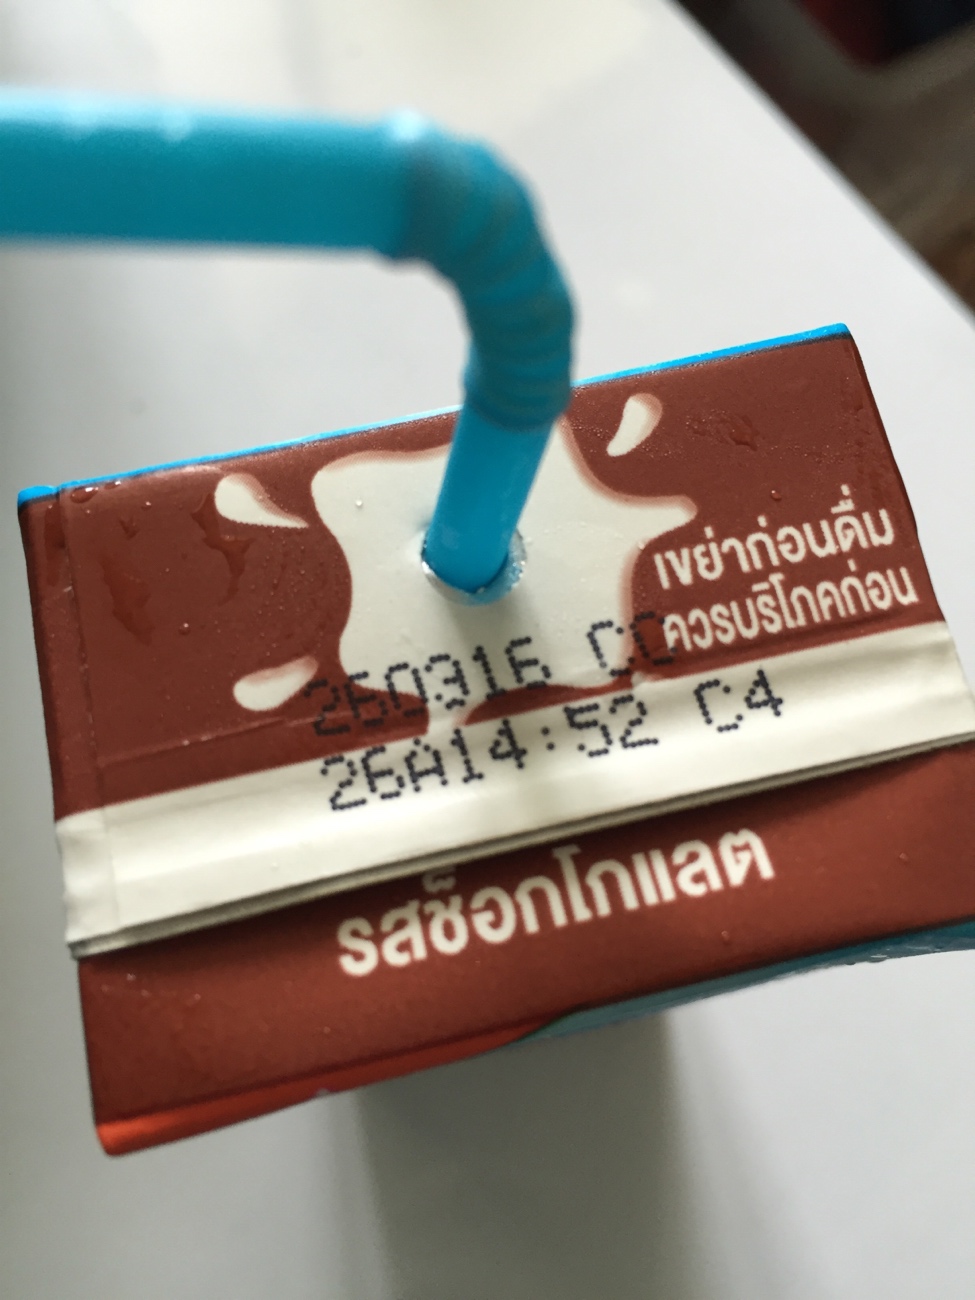 เขย่าก่อนดื่ม
ควรบริโภคก่อน
260316 CO
26A14:52 C4
รสช็อกโกแลต